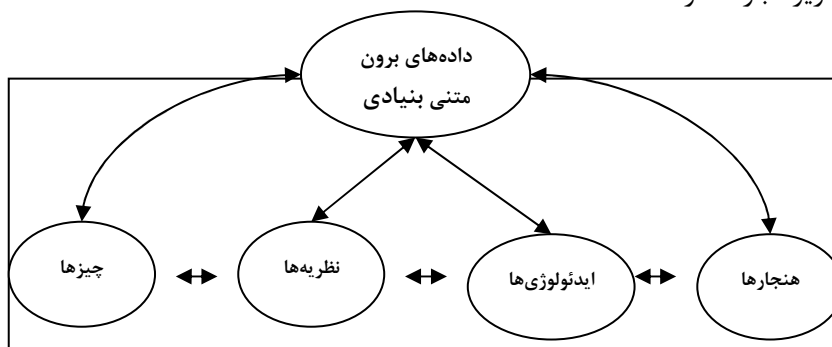 داده‌های برون
متنی بنیادی
هنجارها
ایدئولوژی‌ها
نظریه‌ها
چیزها